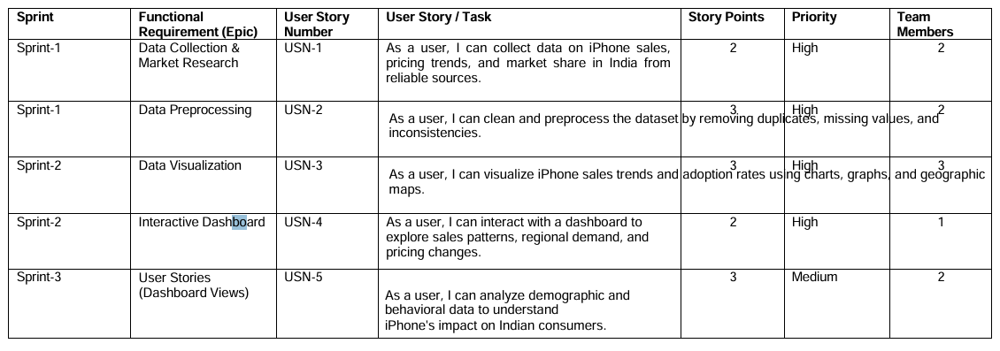 Sprint Functional Requirement (Epic) User Story Number User Story / Task Story Points Priority Team Members
Sprint-1 Data Collection & Market Research USN-1 As a user, I can collect data on iPhone sales, 2 High 2
pricing trends, and market share in India from
reliable sources.
Sprint-1 Data Preprocessing USN-2 3 High 2
As a user, I can clean and preprocess the dataset by removing duplicates, missing values, and
inconsistencies.
Sprint-2 Data Visualization USN-3 3 High 3
As a user, I can visualize iPhone sales trends and adoption rates using charts, graphs, and geographic
maps.
Sprint-2 Interactive Dashboard USN-4 As a user, I can interact with a dashboard to 2 High 1
explore sales patterns, regional demand, and
pricing changes.
Sprint-3 User Stories (Dashboard Views) USN-5 3 Medium 2
As a user, I can analyze demographic and
behavioral data to understand
iPhone's impact on Indian consumers.